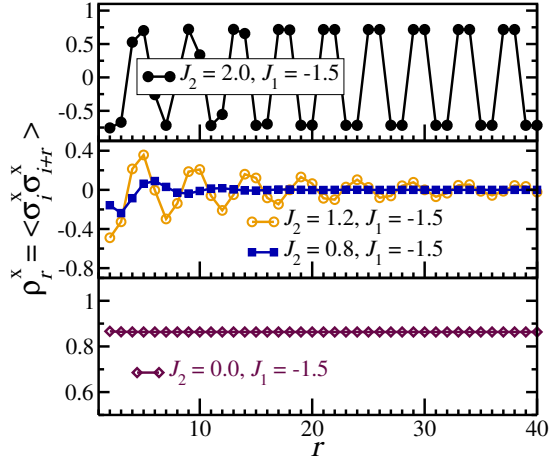 1
0.5
0
-0.5
J₂ = 2.0, J₁ = -1.5
0.4
0
-0.4
-0.8
J₂ = 1.2, J₁ = -1.5
J₂ = 0.8, J₁ = -1.5
ρᵣˣ = <σᵢˣσᵢ₊ᵣˣ>
1
0.8
0.6
J₂ = 0.0, J₁ = -1.5
10 20 30 40
r